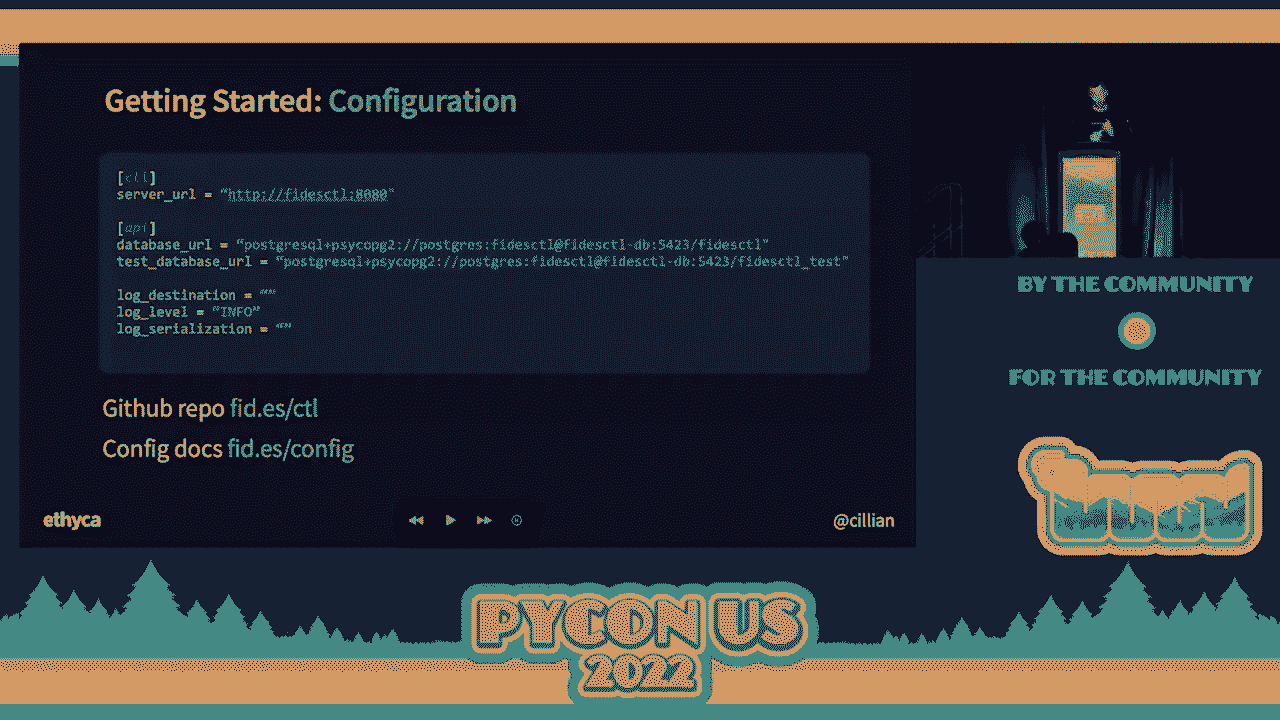 Getting Started: Configuration
[cli]
server_url = “http://fidesctl:8080"
[api]
database_url = “postgresql+psycopg2://postgres:fidesctl@fidesctl-db:5423/fidesctl"
test_database_url = “postgresql+psycopg2://postgres:fidesctl@fidesctl-db:5423/fidesctl_test"
log_destination = “”
log_level = “INFO”
log_serialization = “”
Github repo fid.es/ctl
Config docs fid.es/config
ethyca
@cillian
BY THE COMMUNITY
FOR THE COMMUNITY
PYCON US
2022